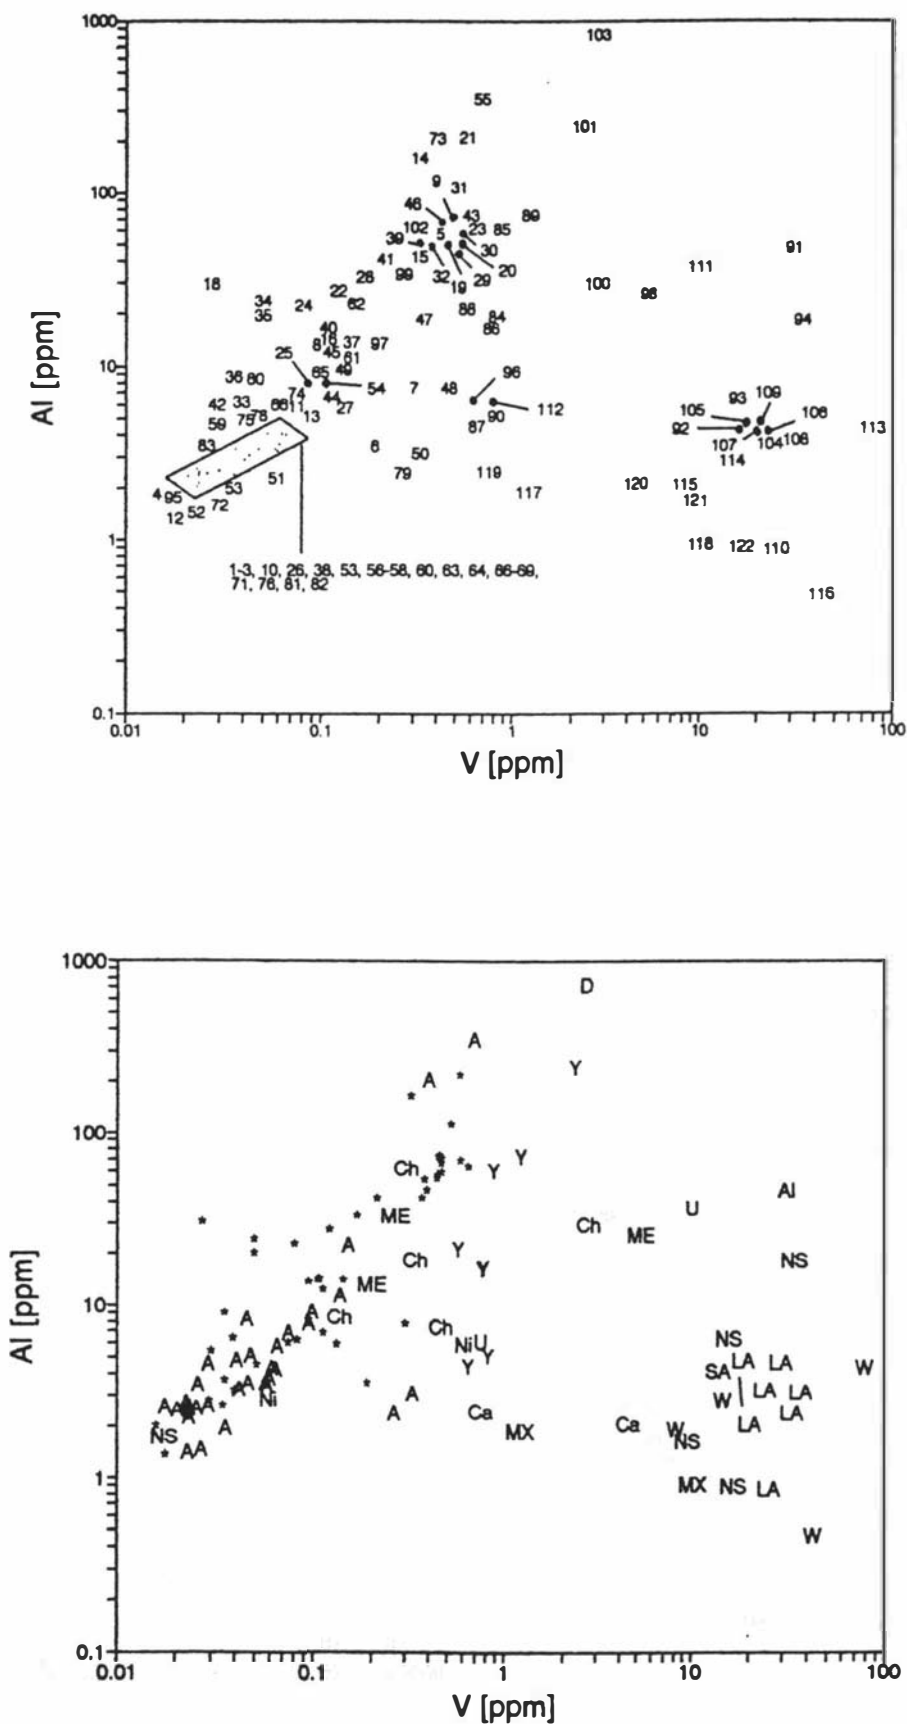 1000
103
55
101
73 21
14
100
9 31
46 43 89
102 5 23 85
39 30 91
41 15 20 111
28 99 32 29
18 22 19 100 98
34 24 62 88
35 47 84 94
40 86
16 37 97
8 45
25 61
10 65 49
36 80 54 7 48 96 93 109
74 44 105 106
42 33 66 11 27 112
59 75 78 13 90 92 113
87 107 104 108
83 6 50 114
51 79 119
4 95 53 120 115
12 52 72 117 121
1 118 122 110
1-3, 10, 26, 38, 53, 56-58, 60, 63, 64, 66-69,
71, 76, 81, 82
116
0.1
0.01 0.1 1 10 100
Al [ppm]
V [ppm]
1000
D
A
A Y
100
Ch Y
Y Al
ME U
Ch ME
A Y NS
Ch Y
ME
A
10 A Ch
A Ch NS
Ni U LA LA
A Y Y SA W
A LA LA
A Ni W
A Ca LA LA
NS A MX Ca W
A A NS
1 MX NS LA
W
0.1
0.01 0.1 1 10 100
Al [ppm]
V [ppm]